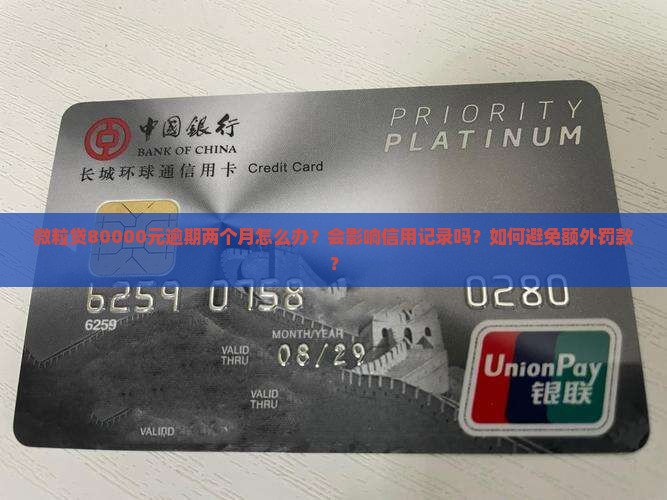 中国銀行
BANK OF CHINA
长城环球通信用卡 Credit Card
PRIORITY
PLATINUM
微粒贷80000元逾期两个月怎么办？会影响信用记录吗？如何避免额外罚款
？
6259 0758 0280
6259
MONTH/YEAR
VALID
THRU
08/29
VALID
THRU
UnionPay
银联